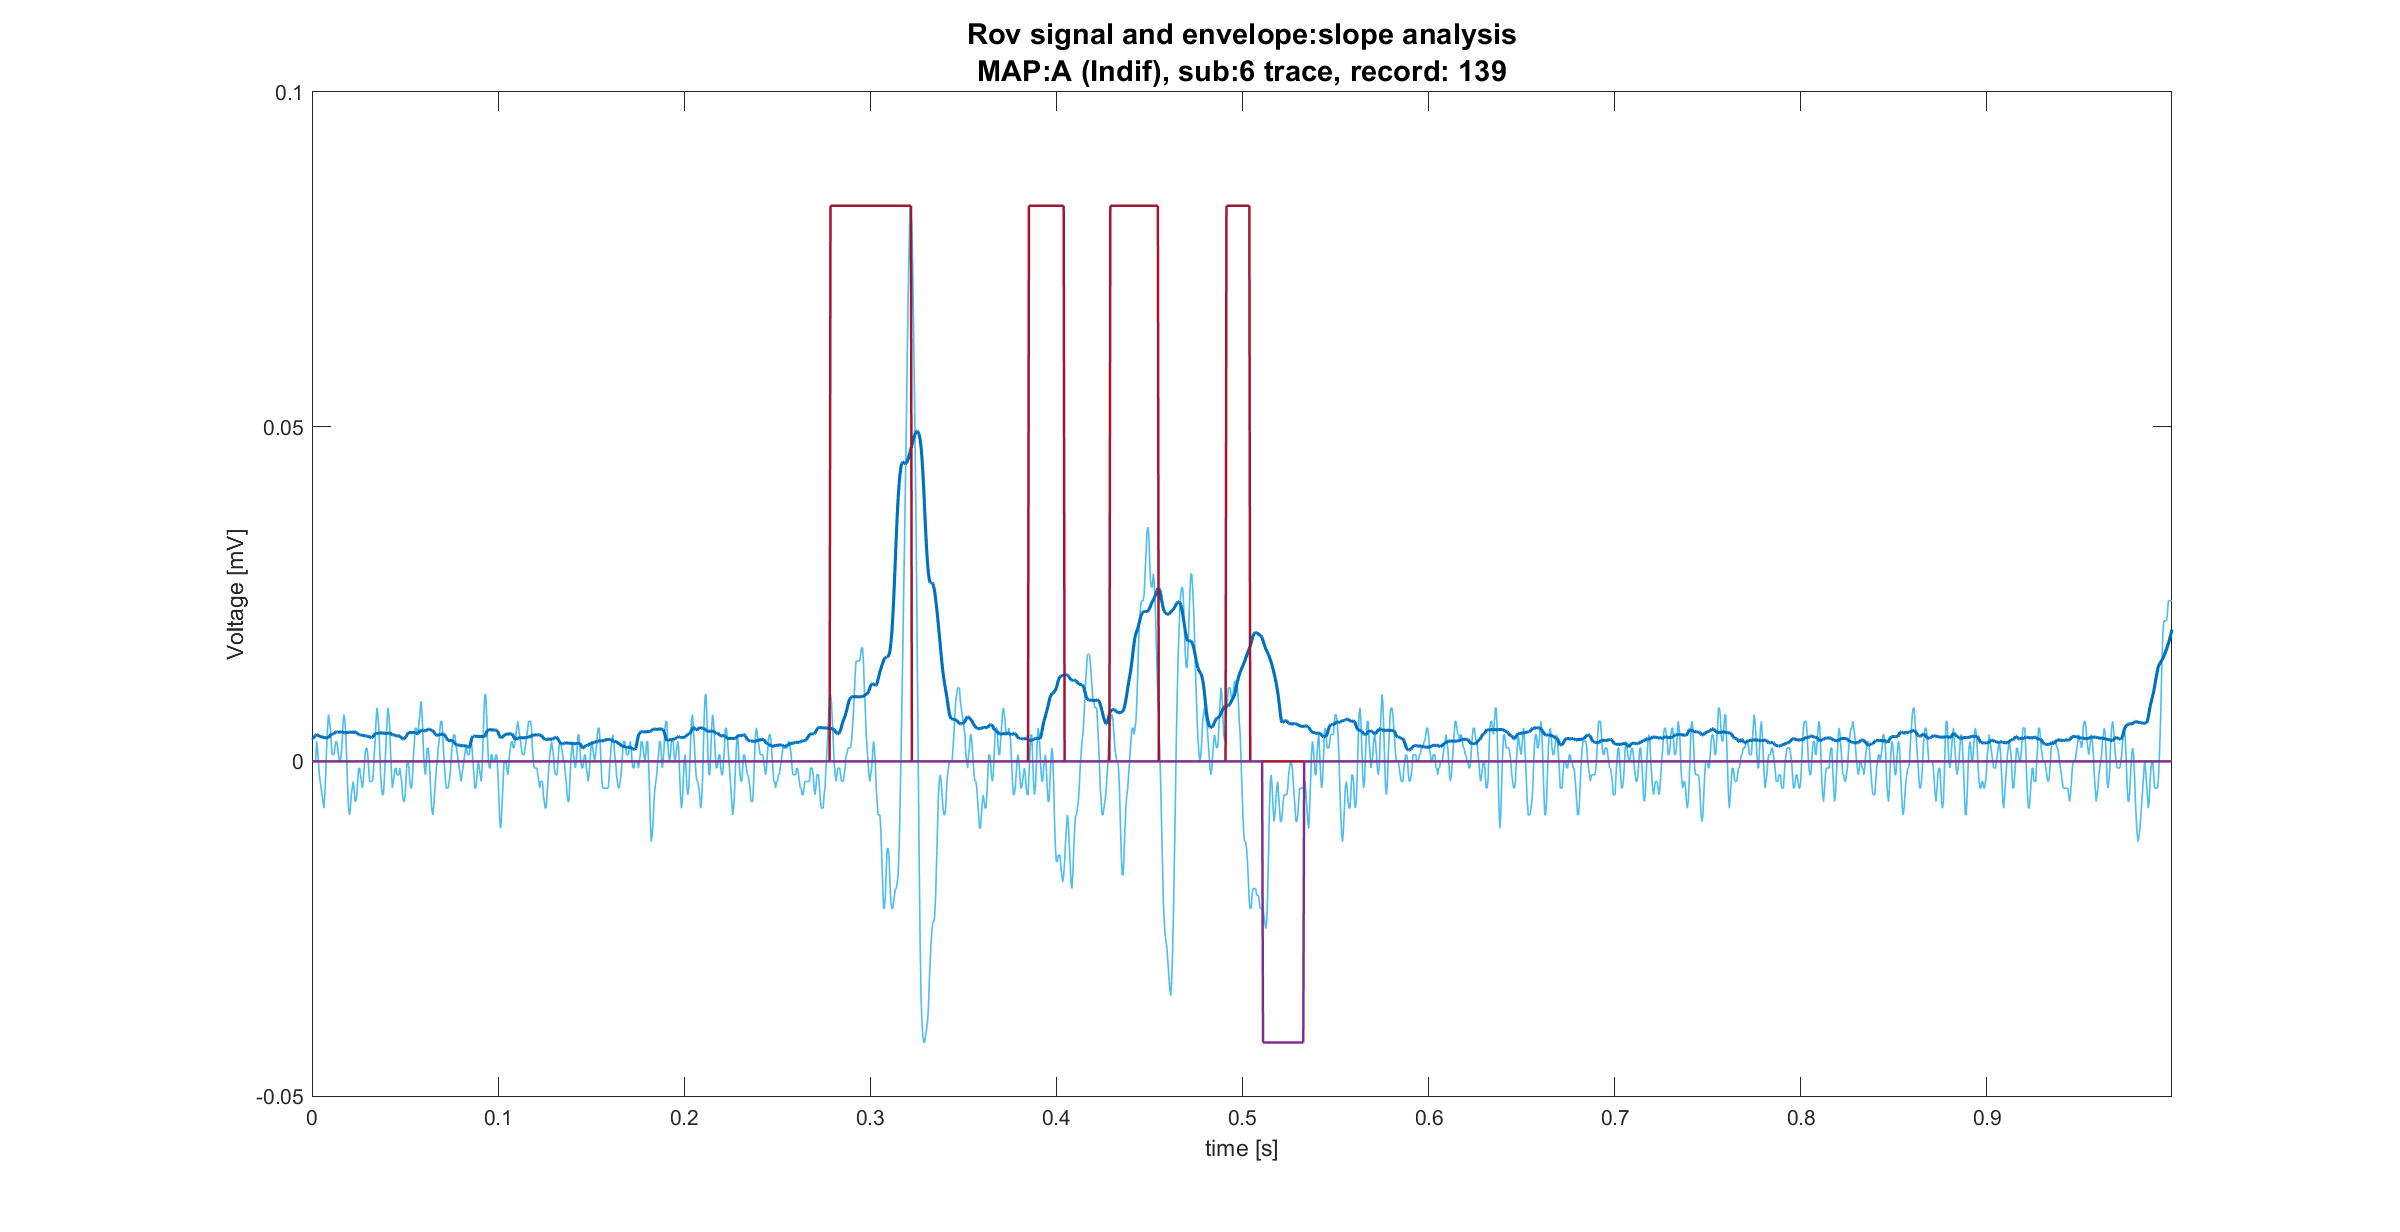 Rov signal and envelope:slope analysis
MAP:A (Indif), sub:6 trace, record: 139
0.1
0.05
0
-0.05
Voltage [mV]
0 0.1 0.2 0.3 0.4 0.5 0.6 0.7 0.8 0.9
time [s]